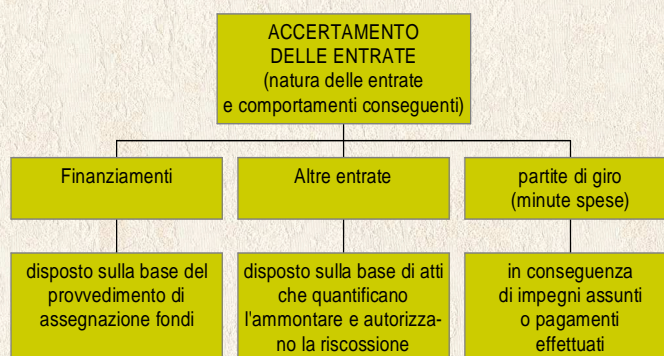 ACCERTAMENTO
DELLE ENTRATE
(natura delle entrate
e comportamenti conseguenti)
Finanziamenti
Altre entrate
partite di giro
(minute spese)
disposto sulla base del
provvedimento di
assegnazione fondi
disposto sulla base di atti
che quantificano
l'ammontare e autorizza-
no la riscossione
in conseguenza
di impegni assunti
o pagamenti
effettuati